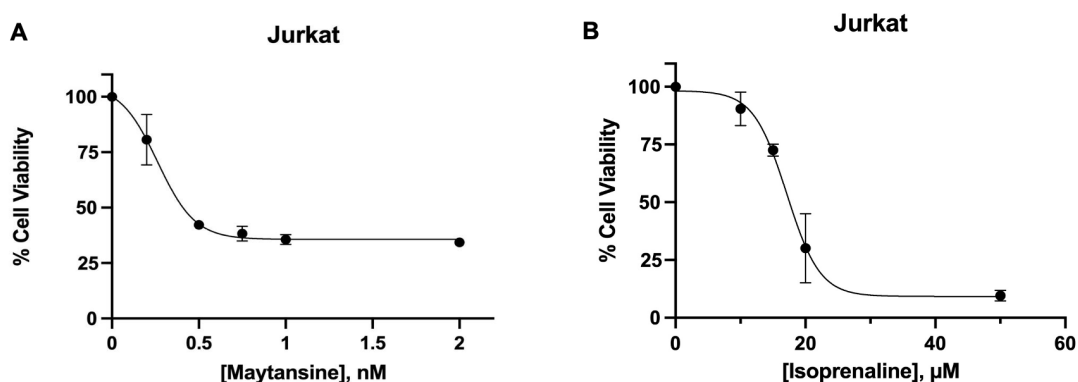 A
Jurkat
% Cell Viability
100
75
50
25
0
0
0.5
1
1.5
2
[Maytansine], nM
B
Jurkat
% Cell Viability
100
75
50
25
0
0
20
40
60
[Isoprenaline], µM